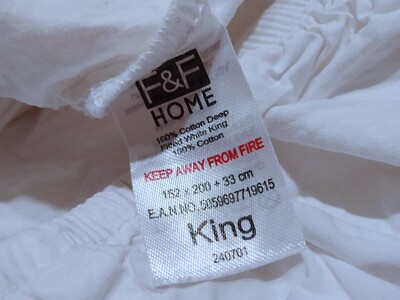 F&F
HOME
100% Cotton Deep
Fitted White King
100% Cotton
KEEP AWAY FROM FIRE
152 x 200 + 33 cm
E.A.N.NO. 5059697719615
King
240701